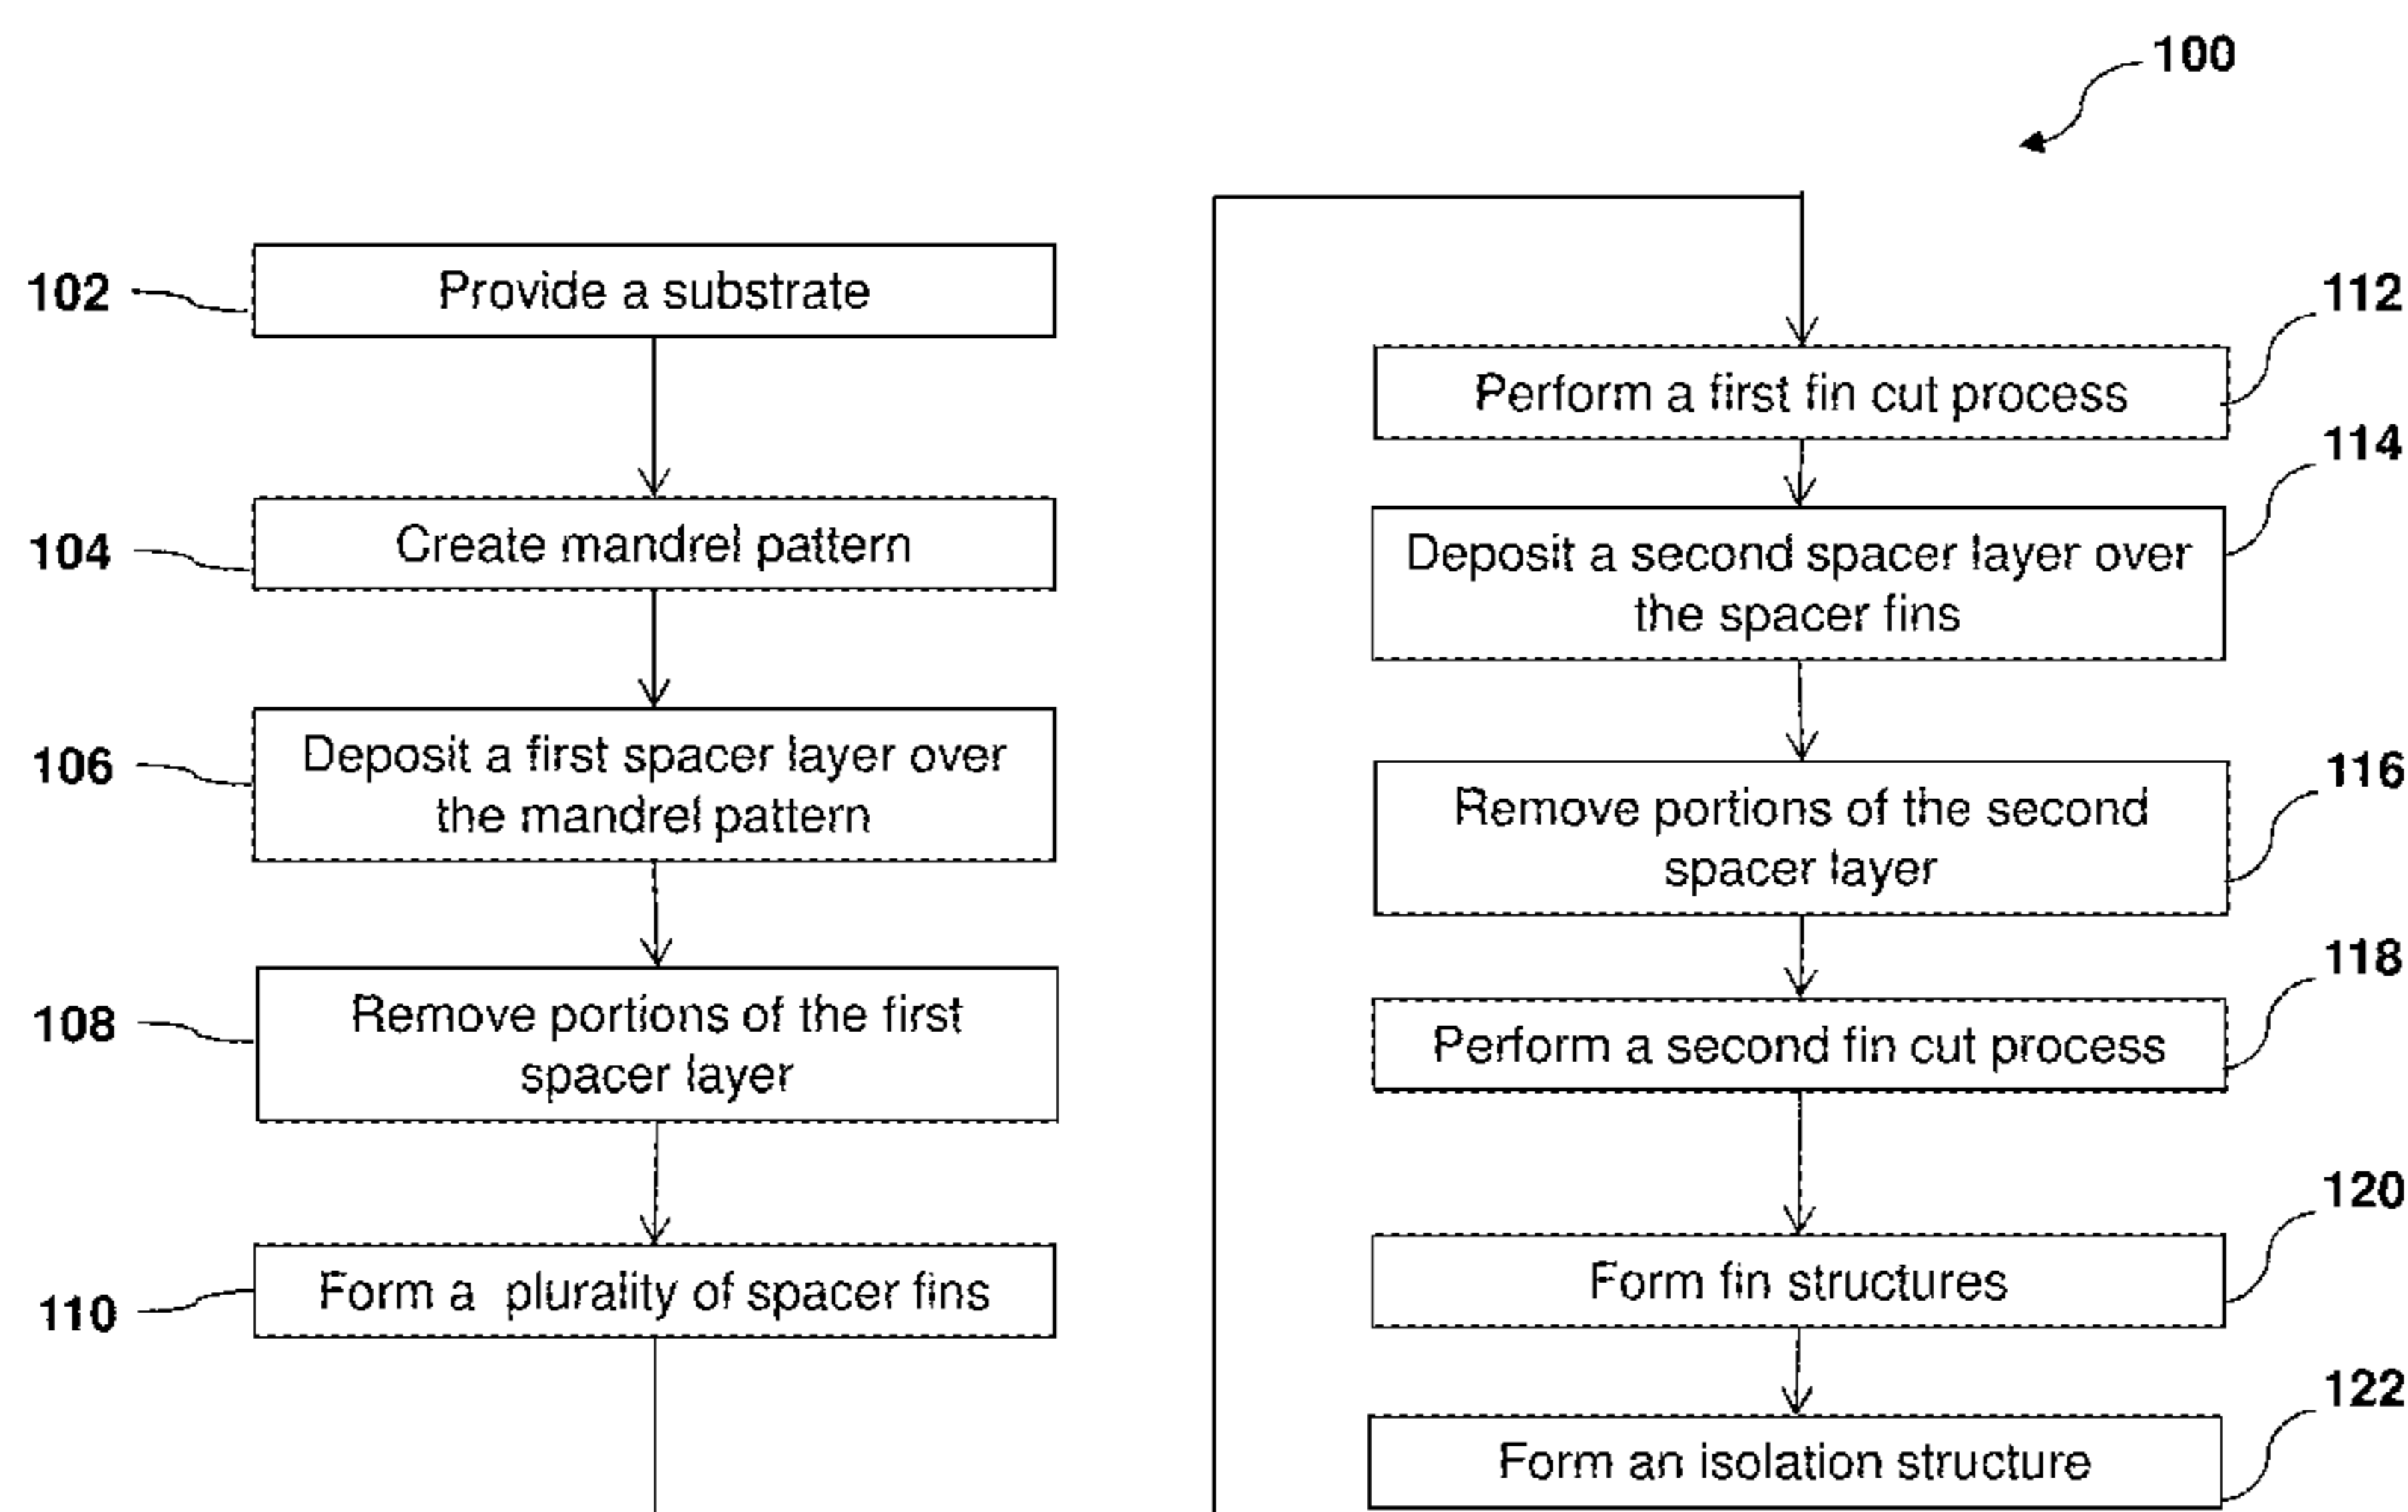 100
102
Provide a substrate
104
Create mandrel pattern
106
Deposit a first spacer layer over
the mandrel pattern
108
Remove portions of the first
spacer layer
110
Form a plurality of spacer fins
112
Perform a first fin cut process
114
Deposit a second spacer layer over
the spacer fins
116
Remove portions of the second
spacer layer
118
Perform a second fin cut process
120
Form fin structures
122
Form an isolation structure